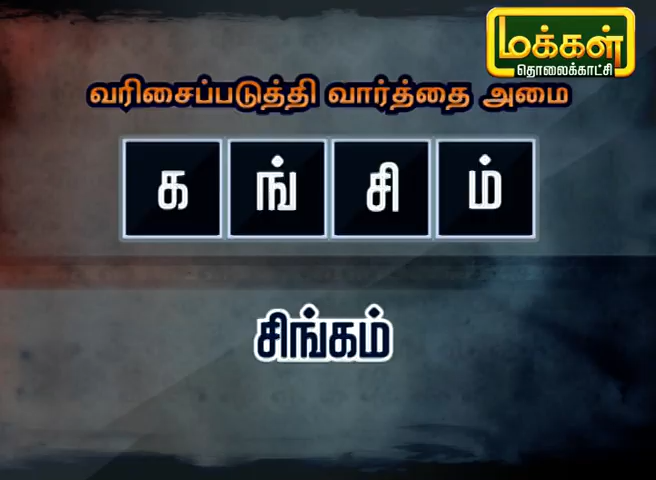 மக்கள்
தொலைக்காட்சி
வரிசைப்படுத்தி வார்த்தை அமை
க ங் சி ம்
சிங்கம்